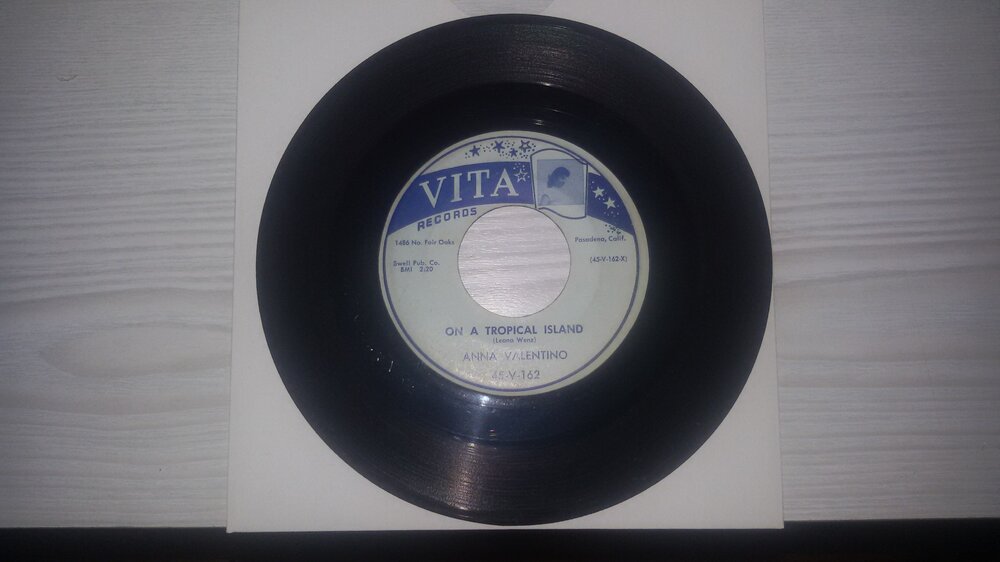 VITA
RECORDS
1486 No. Fair Oaks
Pasadena, Calif.
Swell Pub. Co.
BMI 2:20
(45-V-162-X)
ON A TROPICAL ISLAND
(Leona Wenz)
ANNA VALENTINO
45-V-162